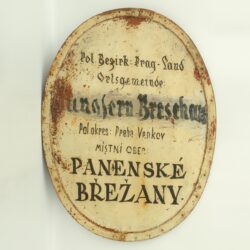 Pol. Bezirk Prag-Land
Ortsgemeinde
Jungfern Breschan
Pol. okres Praha Venkov
MÍSTNÍ OBEC
PANENSKÉ
BŘEŽANY